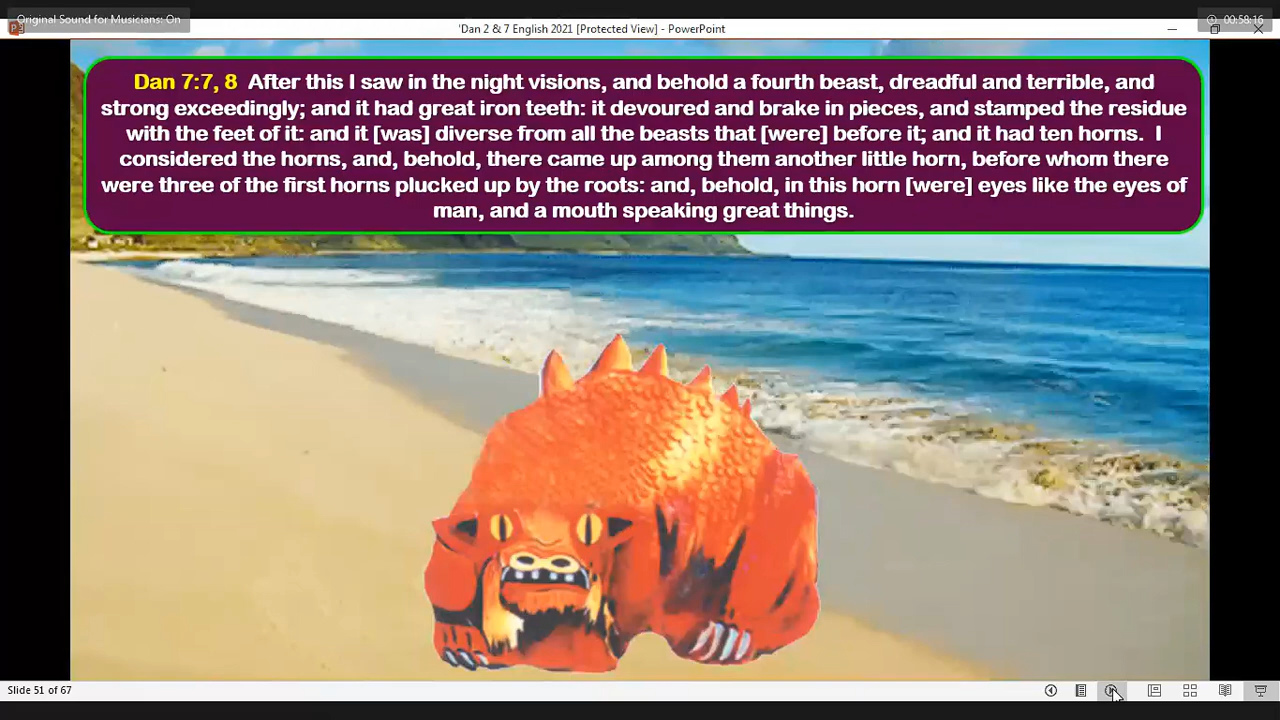 Original Sound for Musicians: On
00:58:16
'Dan 2 & 7 English 2021 [Protected View] - PowerPoint
Dan 7:7, 8 After this I saw in the night visions, and behold a fourth beast, dreadful and terrible, and
strong exceedingly; and it had great iron teeth: it devoured and brake in pieces, and stamped the residue
with the feet of it: and it [was] diverse from all the beasts that [were] before it; and it had ten horns. I
considered the horns, and, behold, there came up among them another little horn, before whom there
were three of the first horns plucked up by the roots: and, behold, in this horn [were] eyes like the eyes of
man, and a mouth speaking great things.
Slide 51 of 67